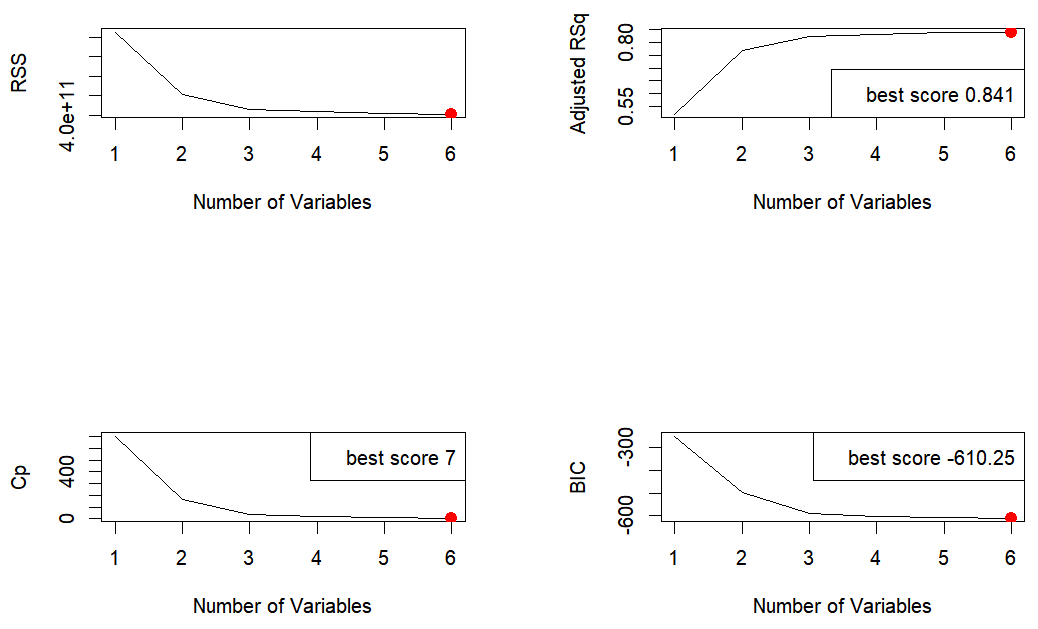 RSS
4.0e+11
1 2 3 4 5 6
Number of Variables
Adjusted RSq
0.55 0.80
best score 0.841
1 2 3 4 5 6
Number of Variables
Cp
0 400
best score 7
1 2 3 4 5 6
Number of Variables
BIC
-600 -300
best score -610.25
1 2 3 4 5 6
Number of Variables